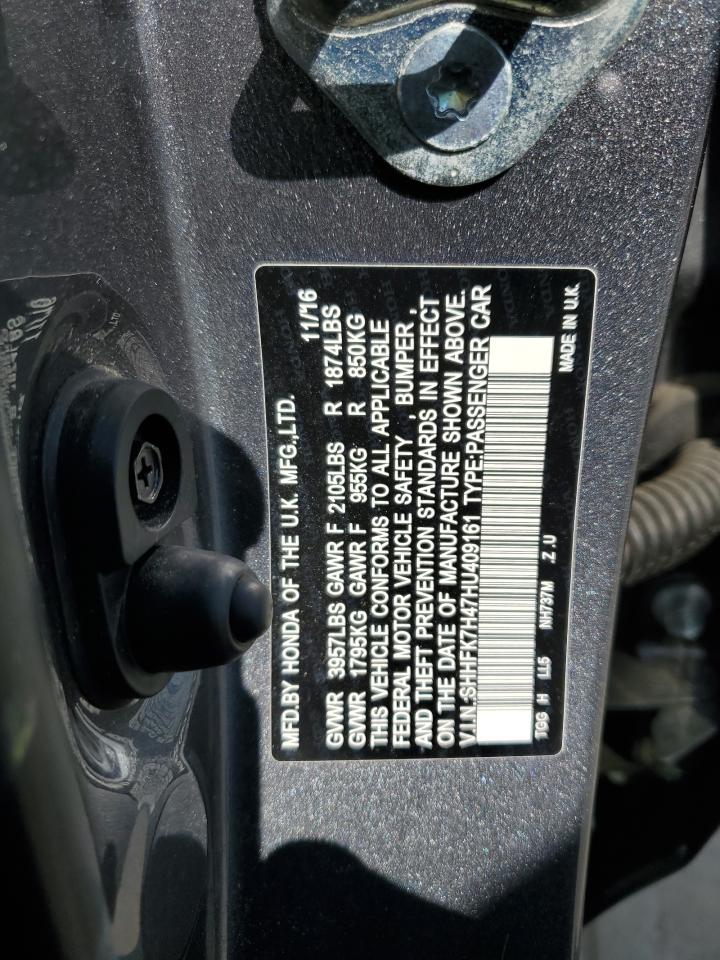 MFD.BY HONDA OF THE U.K. MFG.,LTD. 11/16
GVWR 3957LBS GAWR F 2105LBS R 1874LBS
GVWR 1795KG GAWR F 955KG R 850KG
THIS VEHICLE CONFORMS TO ALL APPLICABLE
FEDERAL MOTOR VEHICLE SAFETY , BUMPER ,
AND THEFT PREVENTION STANDARDS IN EFFECT
ON THE DATE OF MANUFACTURE SHOWN ABOVE.
V.I.N.:SHHFK7H47HU409161 TYPE:PASSENGER CAR
TGG H LL5 NH737M .Z .U MADE IN U.K.